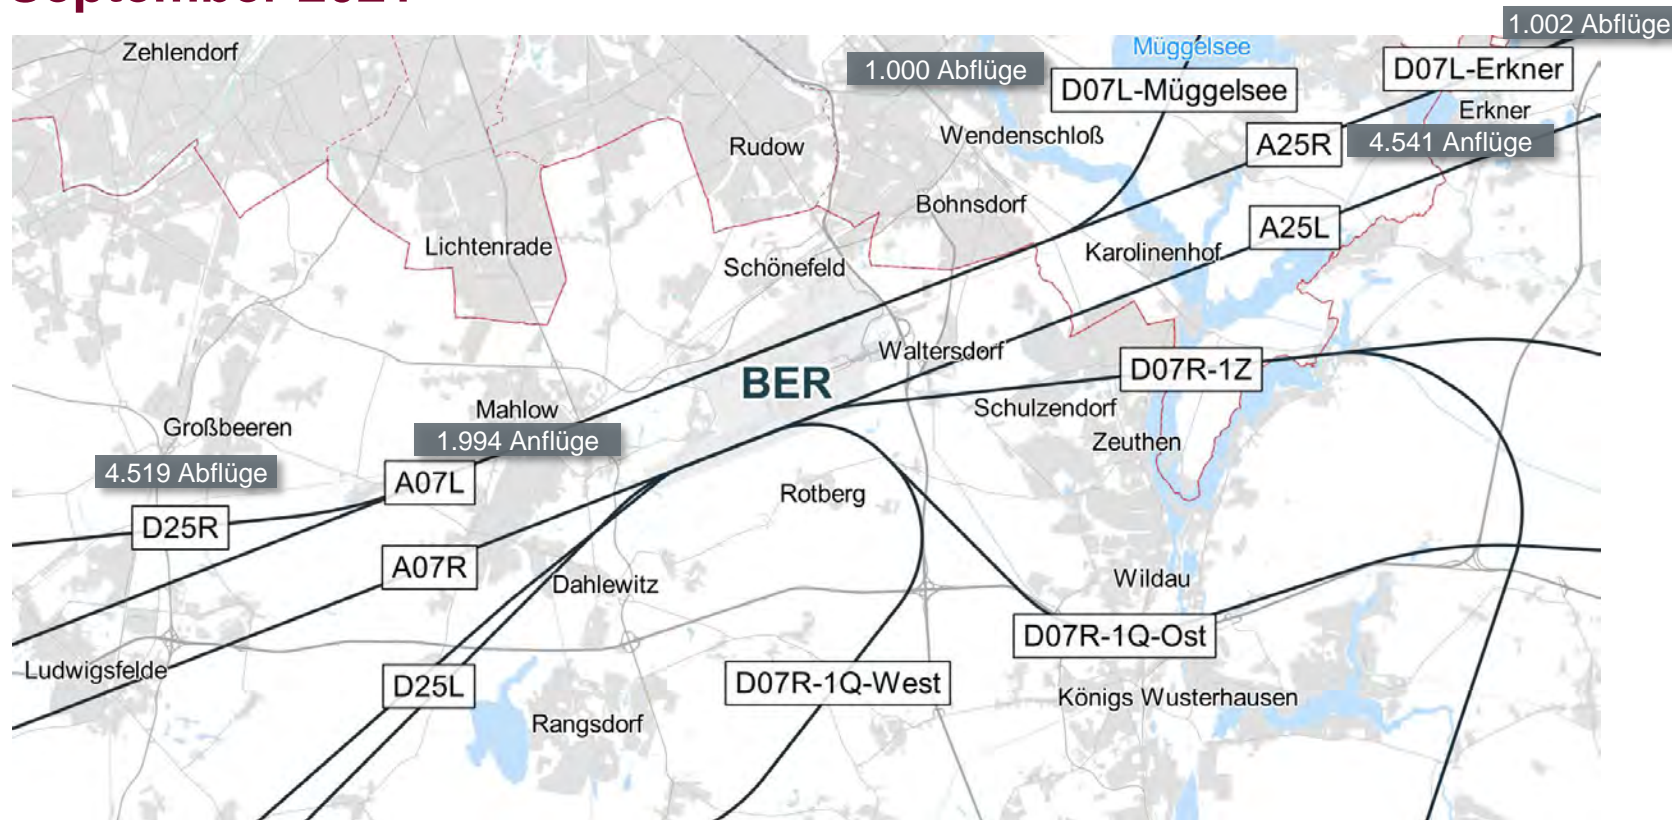 1.002 Abflüge
Zehlendorf
Müggelsee
1.000 Abflüge
D07L-Erkner
D07L-Müggelsee
Erkner
Wendenschloß
Rudow
A25R
4.541 Anflüge
Bohnsdorf
A25L
Lichtenrade
Karolinenhof
Schönefeld
Waltersdorf
D07R-1Z
BER
Mahlow
Schulzendorf
Großbeeren
1.994 Anflüge
Zeuthen
4.519 Abflüge
A07L
Rotberg
D25R
A07R
Dahlewitz
Wildau
D07R-1Q-Ost
Ludwigsfelde
D25L
D07R-1Q-West
Königs Wusterhausen
Rangsdorf